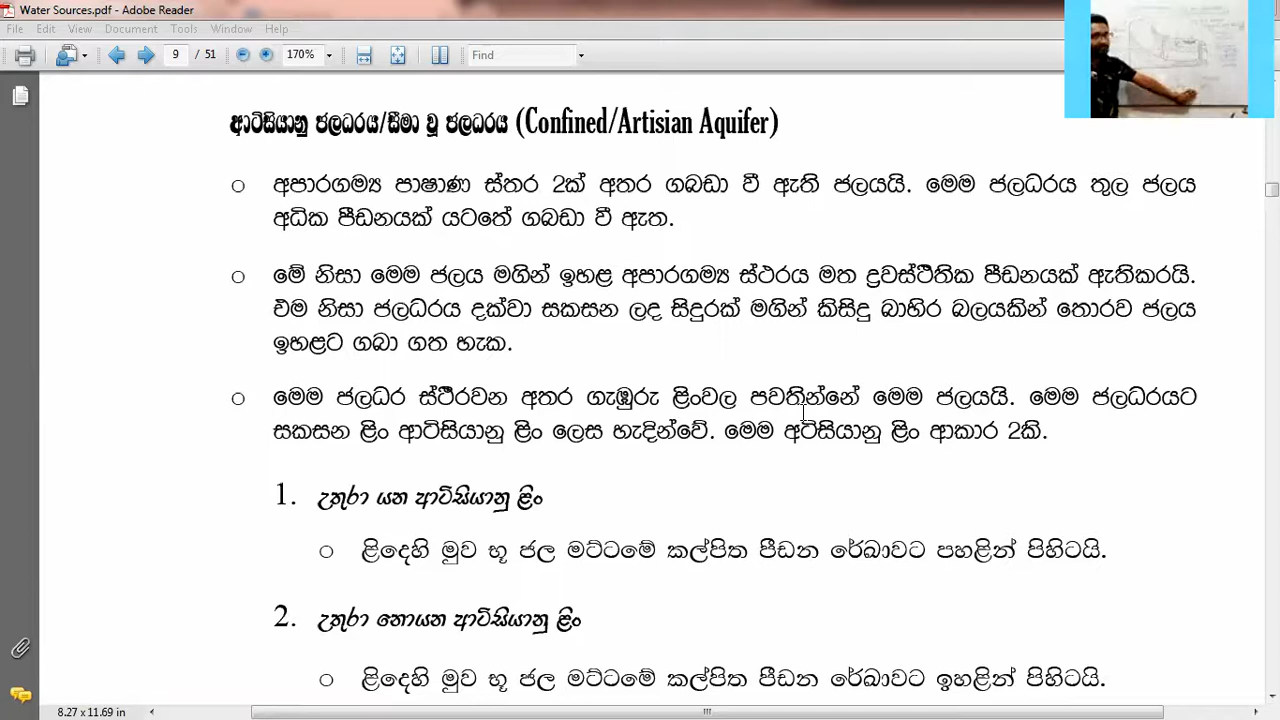 Water Sources.pdf - Adobe Reader
File Edit View Document Tools Window Help
9 / 51 170% Find
ආටිසියානු ජලධරය/සීමා වූ ජලධරය (Confined/Artisian Aquifer)
අපාරගම්‍ය පාෂාණ ස්තර 2ක් අතර ගබඩා වී ඇති ජලයයි. මෙම ජලධරය තුල ජලය
අධික පීඩනයක් යටතේ ගබඩා වී ඇත.
මේ නිසා මෙම ජලය මගින් ඉහළ අපාරගම්‍ය ස්ථරය මත ද්‍රවස්ථිතික පීඩනයක් ඇතිකරයි.
එම නිසා ජලධරය දක්වා සකසන ලද සිදුරක් මගින් කිසිදු බාහිර බලයකින් තොරව ජලය
ඉහළට ගබා ගත හැක.
මෙම ජලධර ස්ථීරවන අතර ගැඹුරු ළිංවල පවතින්නේ මෙම ජලයයි. මෙම ජලධරයට
සකසන ළිං ආටිසියානු ළිං ලෙස හැදින්වේ. මෙම අටිසියානු ළිං ආකාර 2කි.
1. උතුරා යන ආටිසියානු ළිං
ළිදෙහි මුව භූ ජල මට්ටමේ කල්පිත පීඩන රේඛාවට පහළින් පිහිටයි.
2. උතුරා නොයන ආටිසියානු ළිං
ළිදෙහි මුව භූ ජල මට්ටමේ කල්පිත පීඩන රේඛාවට ඉහළින් පිහිටයි.
8.27 x 11.69 in